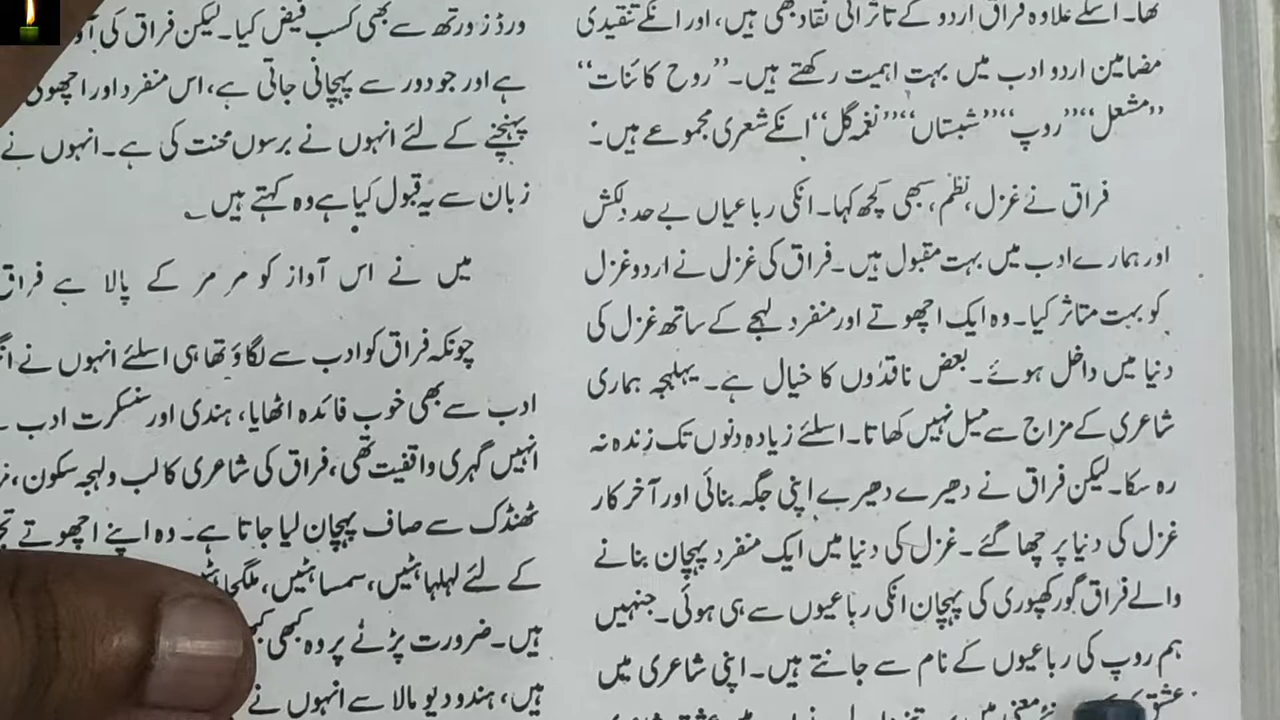 تھا۔ اسکے علاوہ فراق اردو کے تاثراتی نقاد بھی ہیں، اور انکے تنقیدی
مضامین اردو ادب میں بہت اہمیت رکھتے ہیں۔ ”روح کائنات“
”مشعل“ ”روپ“ ”شبستاں“ ”نغمہ گل“ انکے شعری مجموعے ہیں:
فراق نے غزل، نظم، سبھی کچھ کہا۔ انکی رباعیاں بے حد دلکش
اور ہمارے ادب میں بہت مقبول ہیں۔ فراق کی غزل نے اردو غزل
کو بہت متاثر کیا۔ وہ ایک اچھوتے اور منفرد لہجے کے ساتھ غزل کی
دنیا میں داخل ہوئے۔ بعض ناقدوں کا خیال ہے۔ یہ لہجہ ہماری
شاعری کے مزاج سے میل نہیں کھاتا۔ اسلئے زیادہ دنوں تک زندہ نہ
رہ سکا۔ لیکن فراق نے دھیرے دھیرے اپنی جگہ بنائی اور آخر کار
غزل کی دنیا پر چھا گئے۔ غزل کی دنیا میں ایک منفرد پہچان بنانے
والے فراق گورکھپوری کی پہچان انکی رباعیوں سے ہی ہوئی۔ جنہیں
ہم روپ کی رباعیوں کے نام سے جانتے ہیں۔ اپنی شاعری میں
عشق
ورڈزورتھ سے بھی کسب فیض کیا۔ لیکن فراق کی
ہے اور جو دور سے پہچانی جاتی ہے، اس منفرد اور
پہنچنے کے لئے انہوں نے برسوں محنت کی ہے۔ انہوں نے
زبان سے یہ قبول کیا ہے وہ کہتے ہیں
میں نے اس آواز کو مر مر کے پالا ہے فراق
چونکہ فراق کو ادب سے لگاؤ تھا ہی اسلئے انہوں نے
ادب سے بھی خوب فائدہ اٹھایا، ہندی اور سنسکرت ادب
انہیں گہری واقفیت تھی، فراق کی شاعری کا لب ولہجہ سکون،
ٹھنڈک سے صاف پہچان لیا جاتا ہے۔ وہ اپنے اچھوتے
کے لئے لہلہاہٹیں، سمساہٹیں،
ہیں۔ ضرورت پڑنے پر وہ کبھی
ہیں، ہندو دیو مالا سے انہوں نے